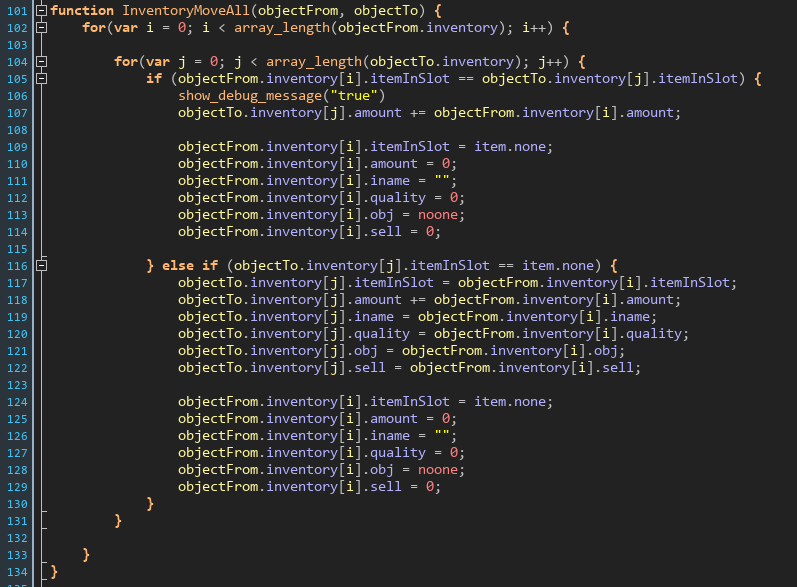 101 function InventoryMoveAll(objectFrom, objectTo) {
102     for(var i = 0; i < array_length(objectFrom.inventory); i++) {
103
104         for(var j = 0; j < array_length(objectTo.inventory); j++) {
105             if (objectFrom.inventory[i].itemInSlot == objectTo.inventory[j].itemInSlot) {
106                 show_debug_message("true")
107                 objectTo.inventory[j].amount += objectFrom.inventory[i].amount;
108
109                 objectFrom.inventory[i].itemInSlot = item.none;
110                 objectFrom.inventory[i].amount = 0;
111                 objectFrom.inventory[i].iname = "";
112                 objectFrom.inventory[i].quality = 0;
113                 objectFrom.inventory[i].obj = noone;
114                 objectFrom.inventory[i].sell = 0;
115
116             } else if (objectTo.inventory[j].itemInSlot == item.none) {
117                 objectTo.inventory[j].itemInSlot = objectFrom.inventory[i].itemInSlot;
118                 objectTo.inventory[j].amount += objectFrom.inventory[i].amount;
119                 objectTo.inventory[j].iname = objectFrom.inventory[i].iname;
120                 objectTo.inventory[j].quality = objectFrom.inventory[i].quality;
121                 objectTo.inventory[j].obj = objectFrom.inventory[i].obj;
122                 objectTo.inventory[j].sell = objectFrom.inventory[i].sell;
123
124                 objectFrom.inventory[i].itemInSlot = item.none;
125                 objectFrom.inventory[i].amount = 0;
126                 objectFrom.inventory[i].iname = "";
127                 objectFrom.inventory[i].quality = 0;
128                 objectFrom.inventory[i].obj = noone;
129                 objectFrom.inventory[i].sell = 0;
130             }
131         }
132
133     }
134 }